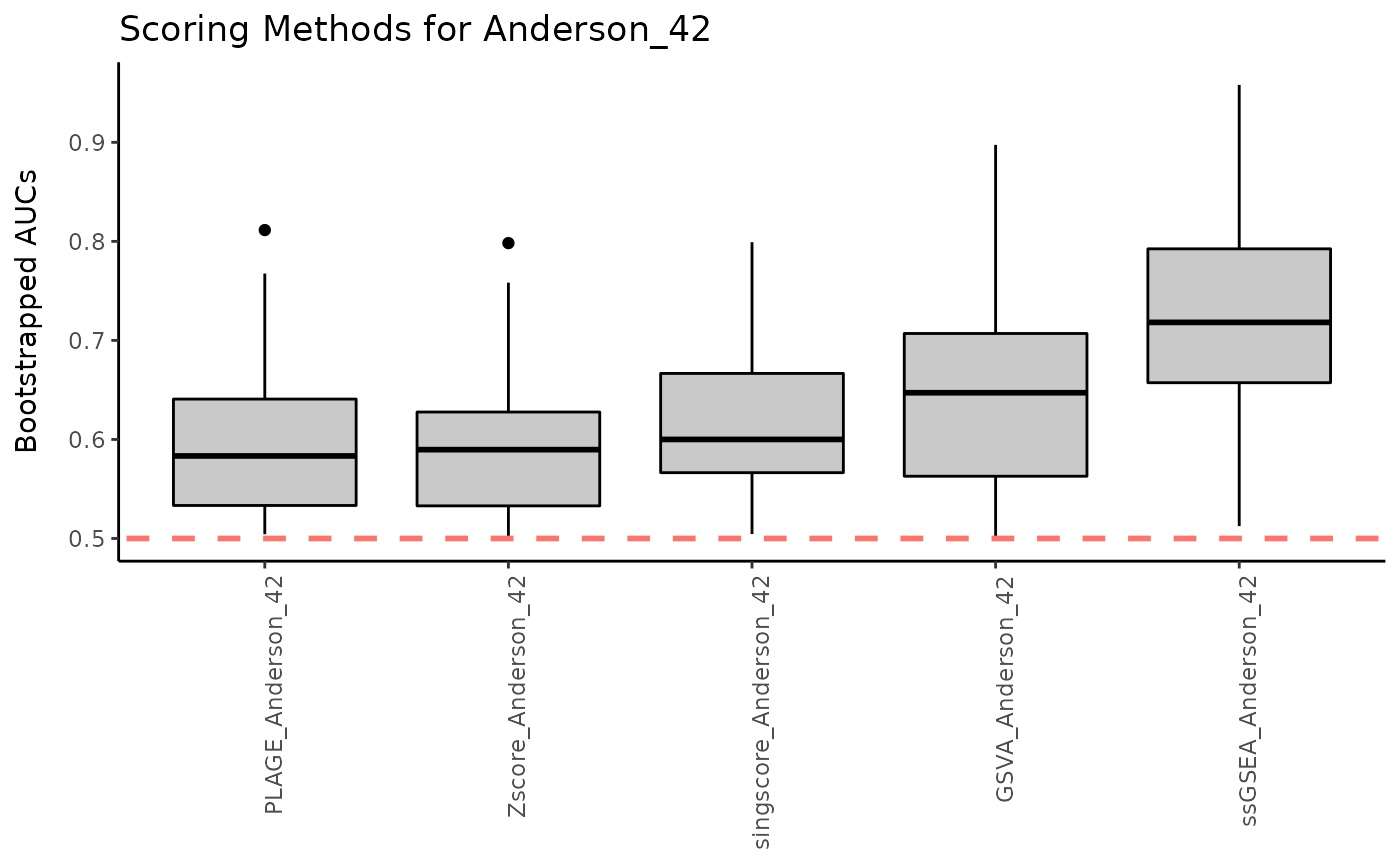 Scoring Methods for Anderson_42
Bootstrapped AUCs
0.9
0.8
0.7
0.6
0.5
PLAGE_Anderson_42
Zscore_Anderson_42
singscore_Anderson_42
GSVA_Anderson_42
ssGSEA_Anderson_42